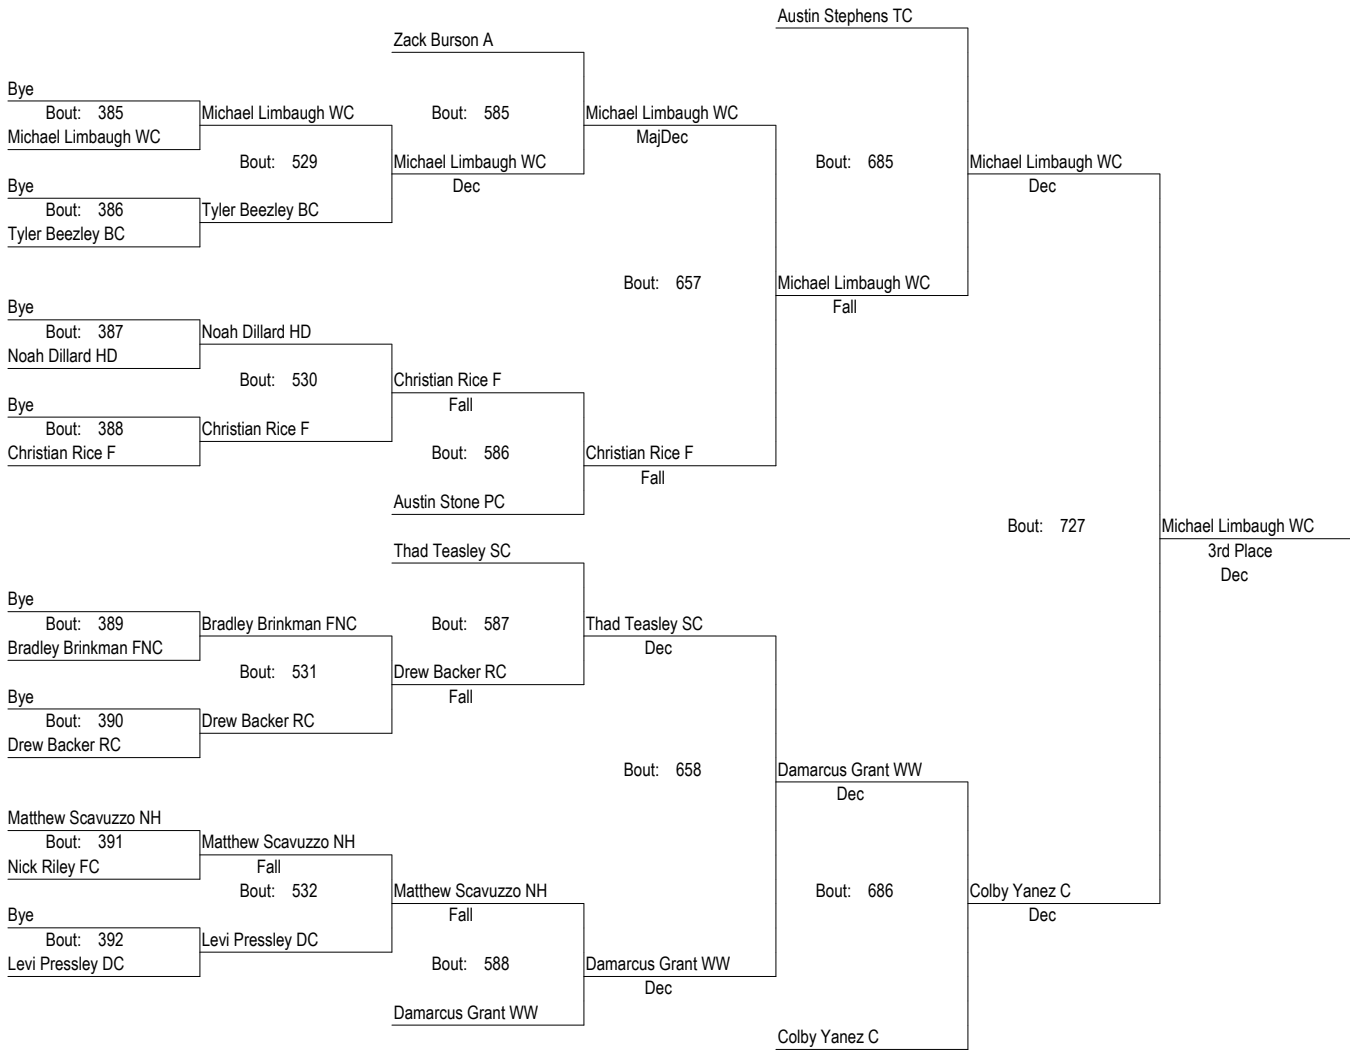 Austin Stephens TC
Zack Burson A
Bye
Bout: 385
Michael Limbaugh WC
Bout: 585
Michael Limbaugh WC
Michael Limbaugh WC
MajDec
Bout: 529
Michael Limbaugh WC
Dec
Bout: 685
Michael Limbaugh WC
Dec
Bye
Bout: 386
Tyler Beezley BC
Tyler Beezley BC
Bout: 657
Michael Limbaugh WC
Fall
Bye
Bout: 387
Noah Dillard HD
Noah Dillard HD
Bout: 530
Christian Rice F
Fall
Bye
Bout: 388
Christian Rice F
Christian Rice F
Bout: 586
Christian Rice F
Fall
Austin Stone PC
Bout: 727
Michael Limbaugh WC
3rd Place
Dec
Thad Teasley SC
Bye
Bout: 389
Bradley Brinkman FNC
Bout: 587
Thad Teasley SC
Dec
Bradley Brinkman FNC
Bout: 531
Drew Backer RC
Fall
Bye
Bout: 390
Drew Backer RC
Drew Backer RC
Bout: 658
Damarcus Grant WW
Dec
Matthew Scavuzzo NH
Bout: 391
Matthew Scavuzzo NH
Fall
Nick Riley FC
Bout: 532
Matthew Scavuzzo NH
Fall
Bout: 686
Colby Yanez C
Dec
Bye
Bout: 392
Levi Pressley DC
Levi Pressley DC
Bout: 588
Damarcus Grant WW
Dec
Damarcus Grant WW
Colby Yanez C